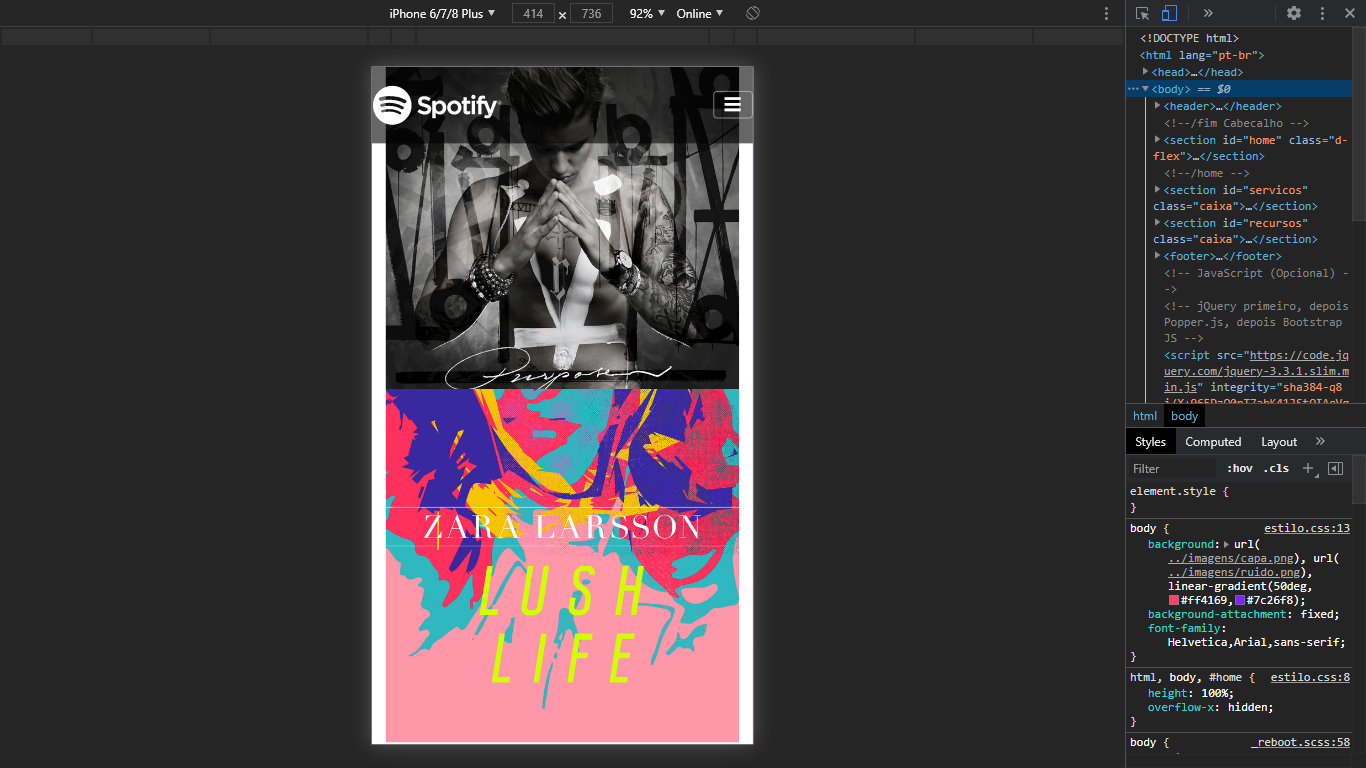 iPhone 6/7/8 Plus ▼ 414 x 736 92% ▼ Online ▼
<!DOCTYPE html>
<html lang="pt-br">
<head>…</head>
<body> == $0
<header>…</header>
<!--/fim Cabecalho -->
<section id="home" class="d-
flex">…</section>
<!--/home -->
<section id="servicos"
class="caixa">…</section>
<section id="recursos"
class="caixa">…</section>
<footer>…</footer>
<!-- JavaScript (Opcional) -
->
<!-- jQuery primeiro, depois
Popper.js, depois Bootstrap
JS -->
<script src="https://code.jq
uery.com/jquery-3.3.1.slim.m
in.js" integrity="sha384-q8
html body
Styles Computed Layout »
Filter :hov .cls +
element.style {
}
body { estilo.css:13
background: url(
../imagens/capa.png), url(
../imagens/ruido.png),
linear-gradient(50deg,
#ff4169,#7c26f8);
background-attachment: fixed;
font-family:
Helvetica,Arial,sans-serif;
}
html, body, #home { estilo.css:8
height: 100%;
overflow-x: hidden;
}
body { _reboot.scss:58
Spotify
Purpose
ZARA LARSSON
LUSH
LIFE